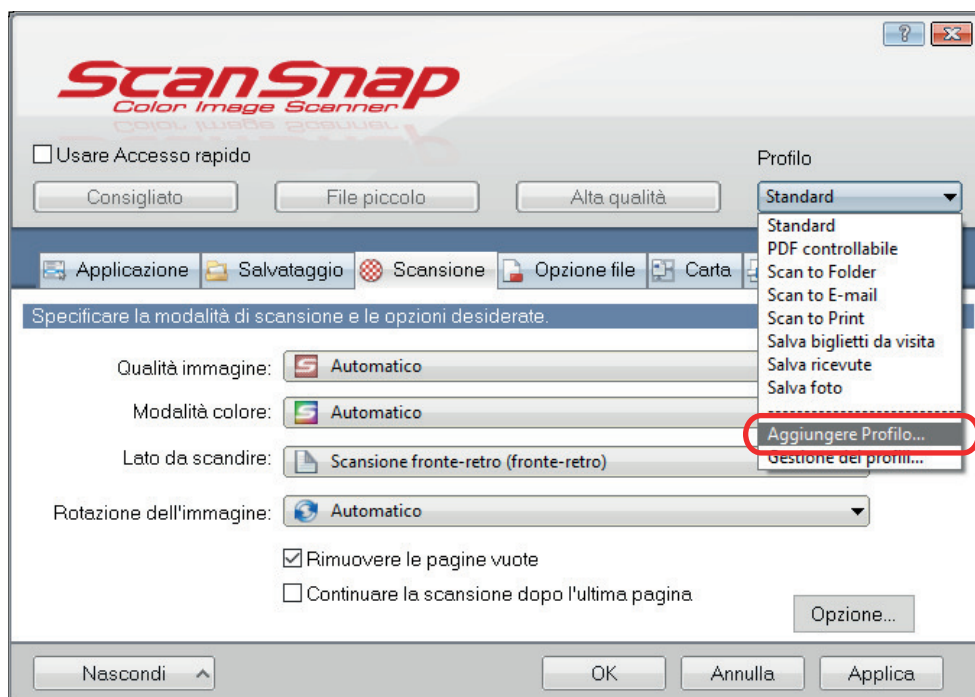 ScanSnap
Color Image Scanner
Usare Accesso rapido
Profilo
Consigliato
File piccolo
Alta qualità
Standard
Standard
PDF controllabile
Scan to Folder
Scan to E-mail
Scan to Print
Salva biglietti da visita
Salva ricevute
Salva foto
Aggiungere Profilo...
Gestione dei profili...
Applicazione
Salvataggio
Scansione
Opzione file
Carta
Specificare la modalità di scansione e le opzioni desiderate.
Qualità immagine:
Automatico
Modalità colore:
Automatico
Lato da scandire:
Scansione fronte-retro (fronte-retro)
Rotazione dell'immagine:
Automatico
Rimuovere le pagine vuote
Continuare la scansione dopo l'ultima pagina
Opzione...
Nascondi
OK
Annulla
Applica